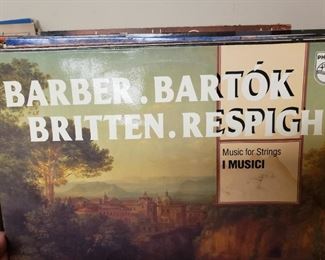 BARBER. BARTÓK
BRITTEN. RESPIGH
Music for Strings
I MUSICI